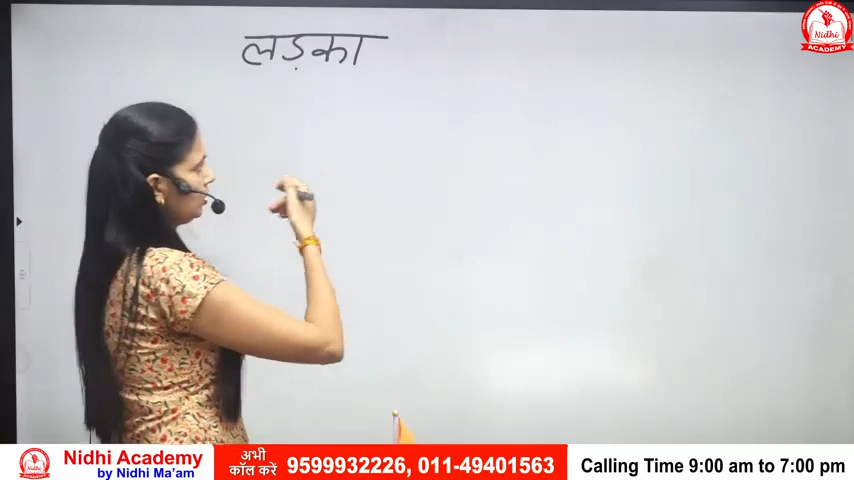 लड़का
Nidhi
ACADEMY
Nidhi Academy
by Nidhi Ma'am
अभी
कॉल करें
9599932226, 011-49401563
Calling Time 9:00 am to 7:00 pm